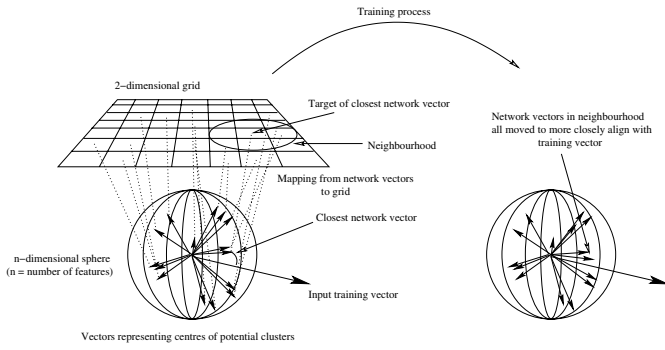 Training process
2-dimensional grid
Target of closest network vector
Neighbourhood
Mapping from network vectors
to grid
Closest network vector
n-dimensional sphere
(n = number of features)
Input training vector
Vectors representing centres of potential clusters
Network vectors in neighbourhood
all moved to more closely align with
training vector